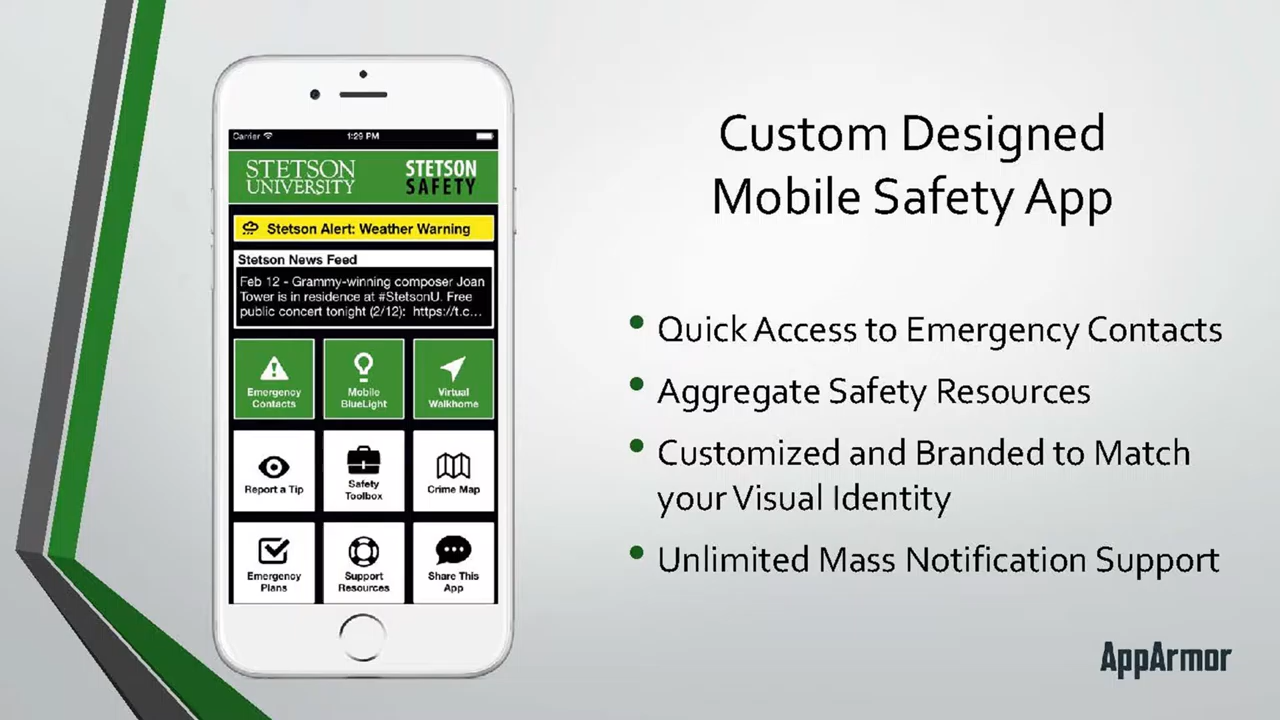 Carrier 1:29 PM
STETSON UNIVERSITY
STETSON SAFETY
Stetson Alert: Weather Warning
Stetson News Feed
Feb 12 - Grammy-winning composer Joan
Tower is in residence at #StetsonU. Free
public concert tonight (2/12): https://t.c...
Emergency Contacts
Mobile BlueLight
Virtual Walkhome
Report a Tip
Safety Toolbox
Crime Map
Emergency Plans
Support Resources
Share This App
Custom Designed
Mobile Safety App
• Quick Access to Emergency Contacts
• Aggregate Safety Resources
• Customized and Branded to Match
your Visual Identity
• Unlimited Mass Notification Support
AppArmor